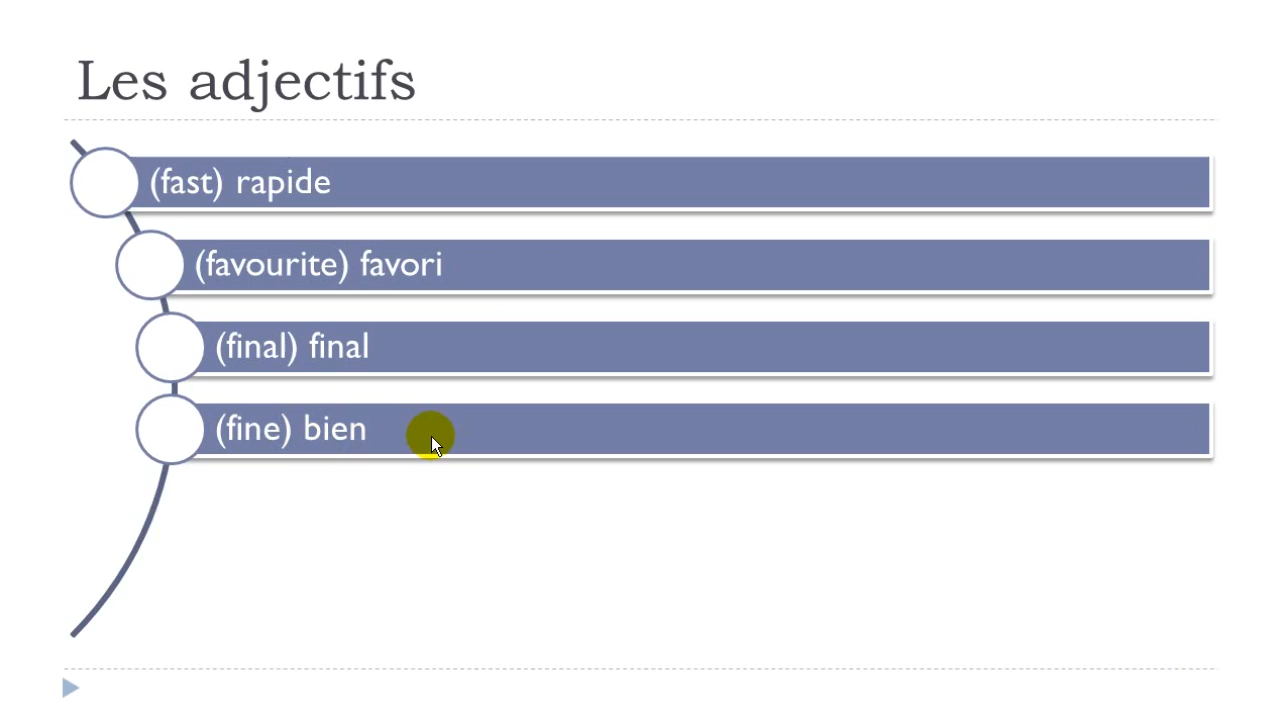 Les adjectifs
(fast) rapide
(favourite) favori
(final) final
(fine) bien